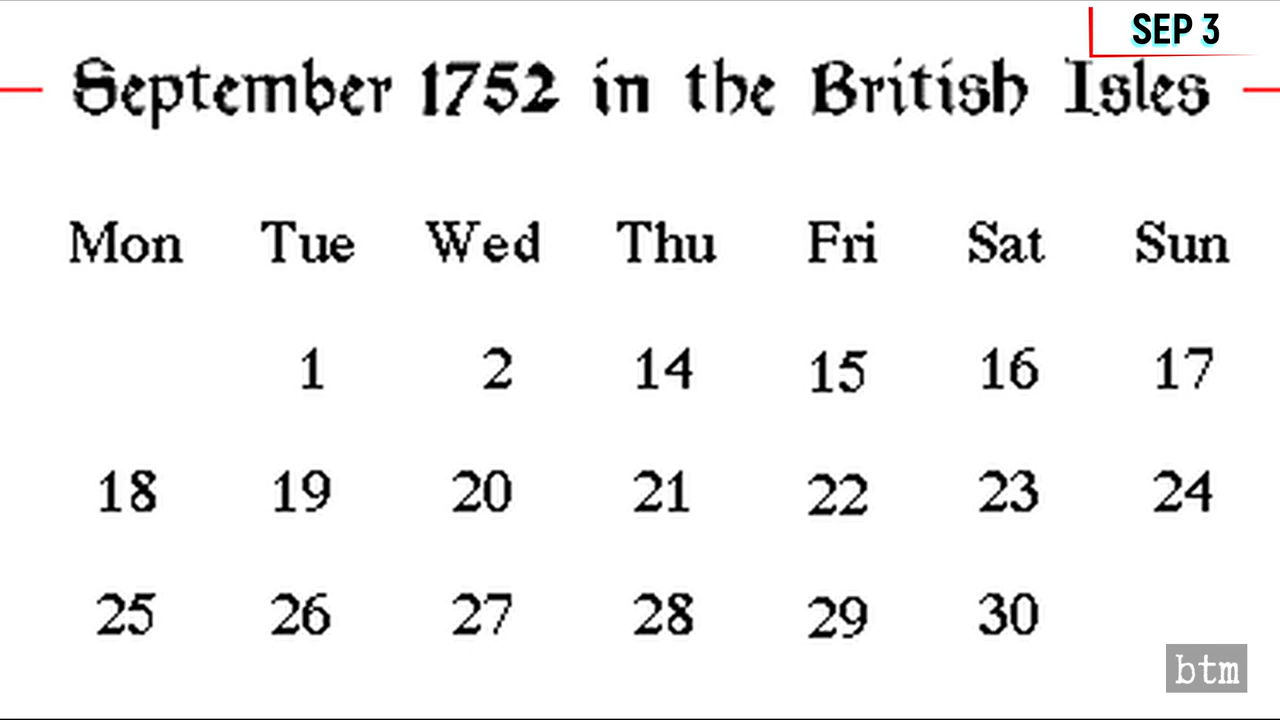 SEP 3
September 1752 in the British Isles
Mon Tue Wed Thu Fri Sat Sun
1 2 14 15 16 17
18 19 20 21 22 23 24
25 26 27 28 29 30
btm